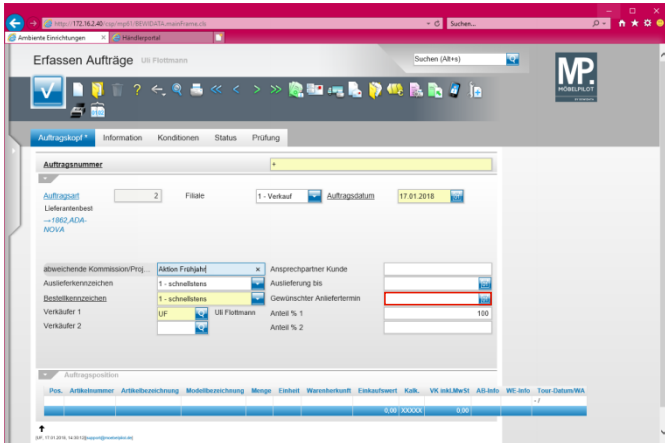 http://172.16.2.40/csp/mp61/BEWIDATA.mainFrame.cls
Suchen...
Ambiente Einrichtungen
Händlerportal
Erfassen Aufträge Uli Flottmann
Suchen (Alt+s)
MP.
MÖBELPILOT
Auftragskopf * Information Konditionen Status Prüfung
Auftragsnummer +
Auftragsart 2 Filiale 1 - Verkauf Auftragsdatum 17.01.2018
Lieferantenbest
--»1862,ADA-
NOVA
abweichende Kommission/Proj... Aktion Frühjahr × Ansprechpartner Kunde
Auslieferkennzeichen 1 - schnellstens Auslieferung bis
Bestellkennzeichen 1 - schnellstens Gewünschter Anliefertermin
Verkäufer 1 UF Uli Flottmann Anteil % 1 100
Verkäufer 2 Anteil % 2
Auftragsposition
Pos. Artikelnummer Artikelbezeichnung Modellbezeichnung Menge Einheit Warenherkunft Einkaufswert Kalk. VK inkl.MwSt AB-Info WE-Info Tour-Datum/WA
- /
0,00 XXXXX 0,00